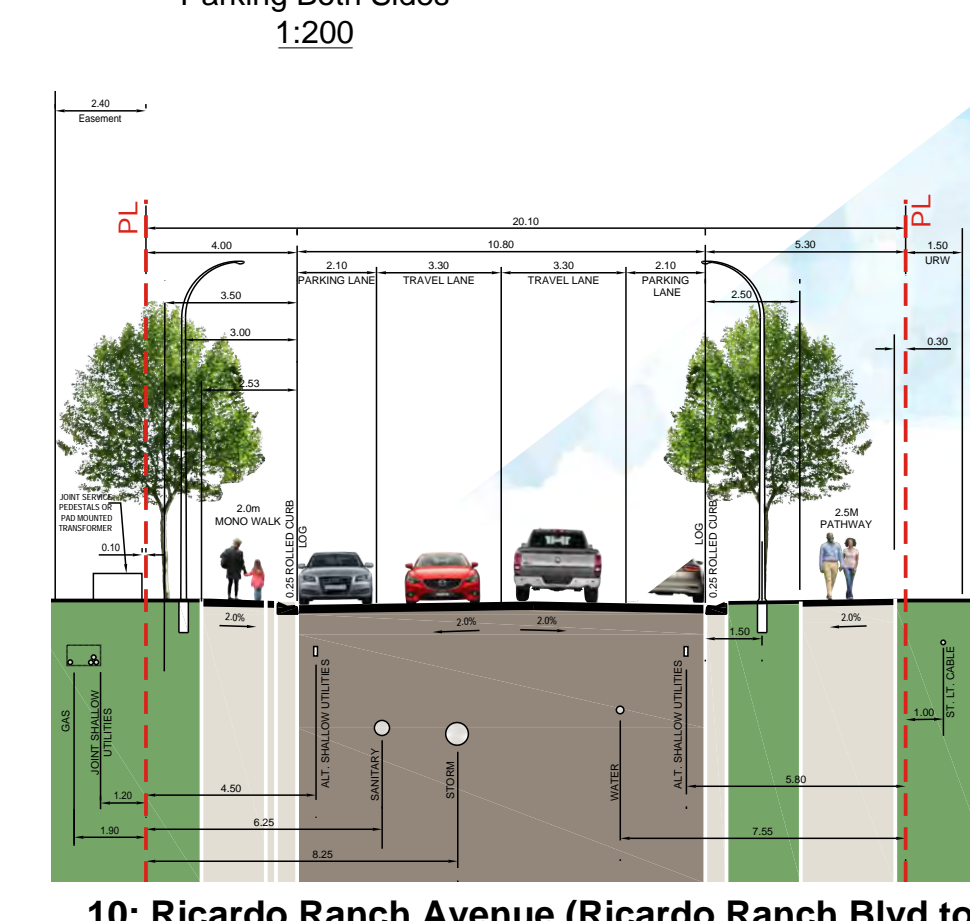 Parking Both Sides
1:200
2.40
Easement
PL
PL
20.10
4.00
10.80
5.30
1.50
URW
2.10
3.30
3.30
2.10
PARKING LANE
TRAVEL LANE
TRAVEL LANE
PARKING
LANE
3.50
2.50
3.00
0.30
2.53
JOINT SERVICE
PEDESTALS OR
PAD MOUNTED
TRANSFORMER
0.10
2.0m
MONO WALK
0.25 ROLLED CURB
LOG
LOG
0.25 ROLLED CURB
2.5M
PATHWAY
2.0%
2.0%
2.0%
2.0%
1.50
GAS
JOINT SHALLOW
UTILITIES
ALT. SHALLOW UTILITIES
SANITARY
STORM
WATER
ALT. SHALLOW UTILITIES
ST. LT. CABLE
1.00
1.20
4.50
5.80
1.90
6.25
7.55
8.25
10: Ricardo Ranch Avenue (Ricardo Ranch Blvd to